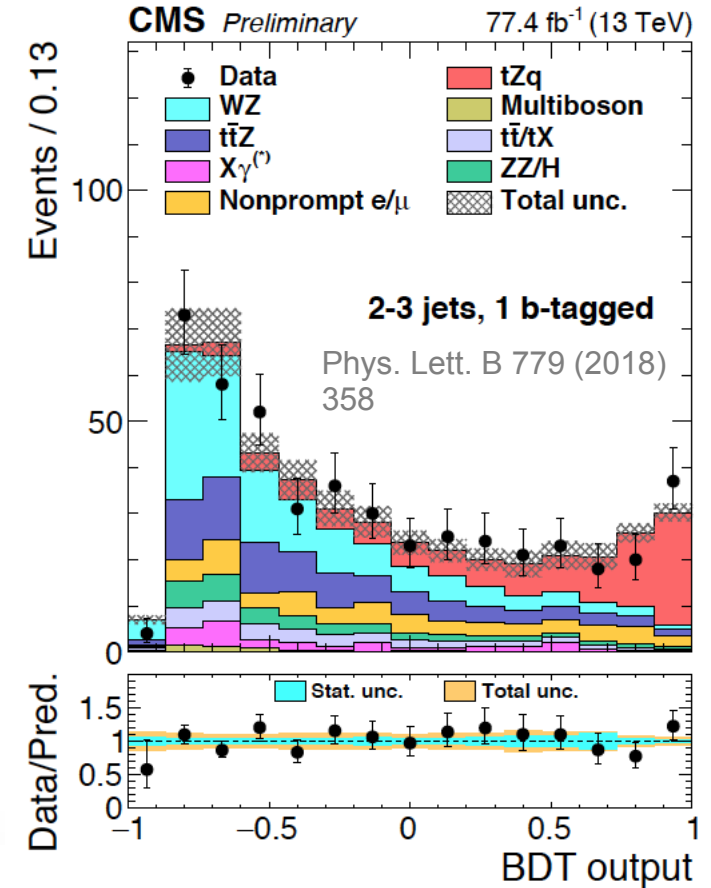 CMS Preliminary 77.4 fb⁻¹ (13 TeV)
Events / 0.13
100
50
0
Data
WZ
tt̄Z
Xγ⁽*⁾
Nonprompt e/μ
tZq
Multiboson
tt̄/tX
ZZ/H
Total unc.
2-3 jets, 1 b-tagged
Phys. Lett. B 779 (2018)
358
Data/Pred.
1.5
1
0.5
0
Stat. unc.
Total unc.
−1 −0.5 0 0.5 1
BDT output